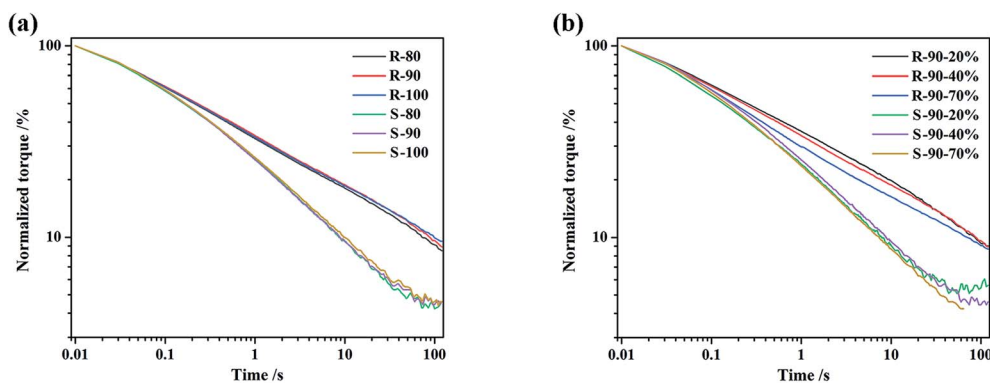 (a)
100
10
Normalized torque /%
0.01
0.1
1
10
100
Time /s
R-80
R-90
R-100
S-80
S-90
S-100
(b)
100
10
Normalized torque /%
0.01
0.1
1
10
100
Time /s
R-90-20%
R-90-40%
R-90-70%
S-90-20%
S-90-40%
S-90-70%